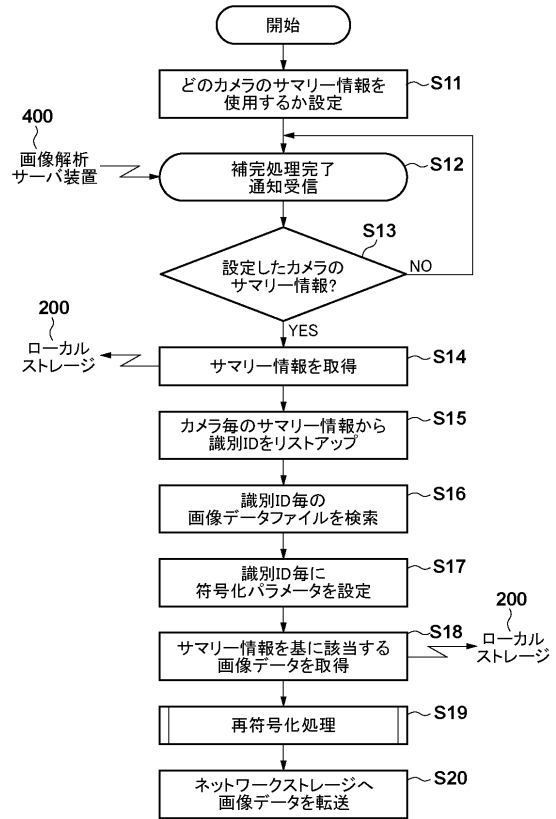 開始
どのカメラのサマリー情報を
使用するか設定
S11
400
画像解析
サーバ装置
補完処理完了
通知受信
S12
S13
設定したカメラの
サマリー情報?
NO
YES
200
ローカル
ストレージ
サマリー情報を取得
S14
カメラ毎のサマリー情報から
識別IDをリストアップ
S15
識別ID毎の
画像データファイルを検索
S16
識別ID毎に
符号化パラメータを設定
S17
サマリー情報を基に該当する
画像データを取得
S18
200
ローカル
ストレージ
再符号化処理
S19
ネットワークストレージへ
画像データを転送
S20